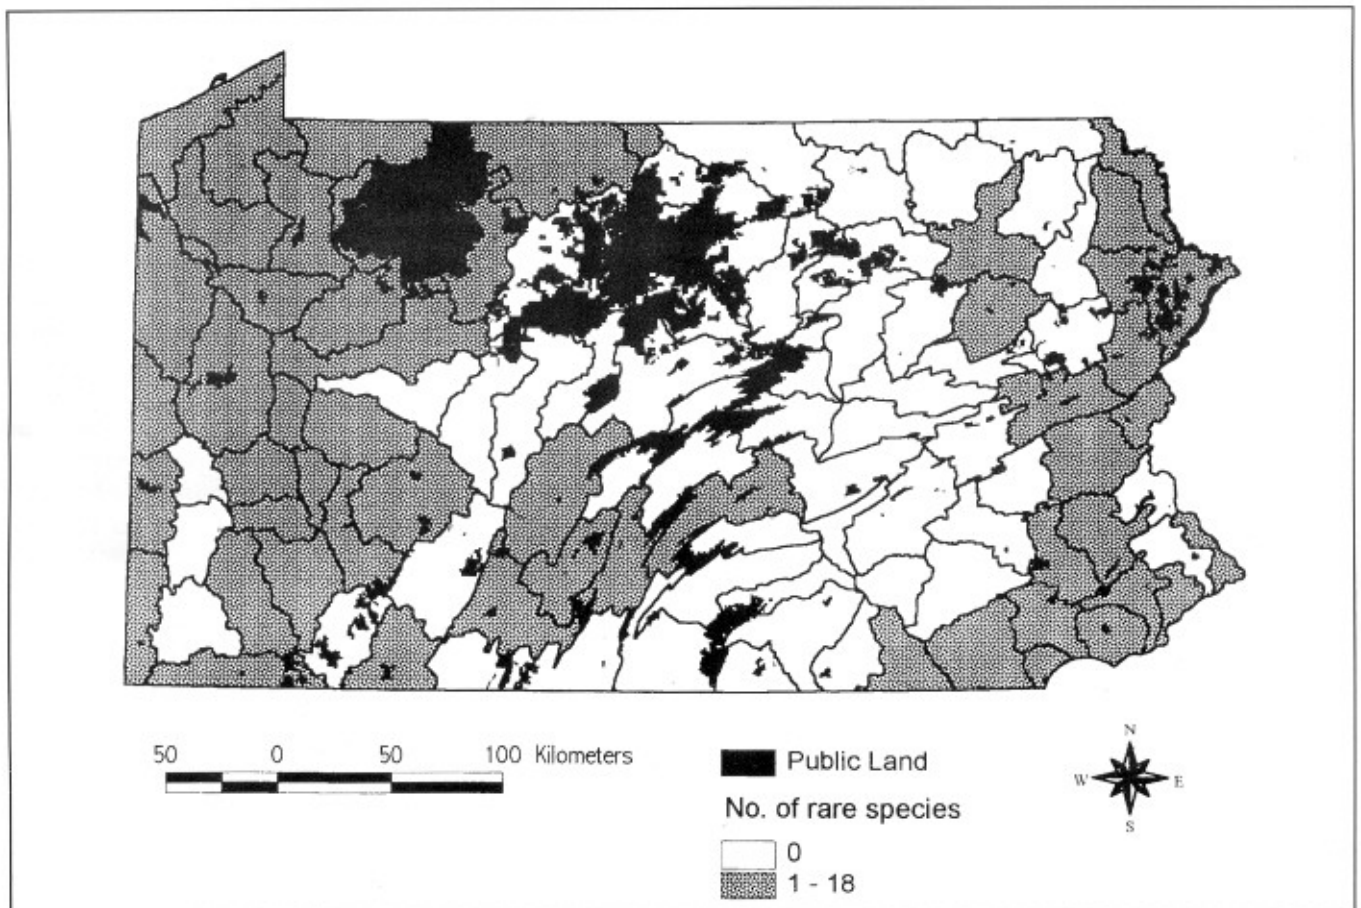 50 0 50 100 Kilometers
Public Land
No. of rare species
0
1 - 18
N
W E
S